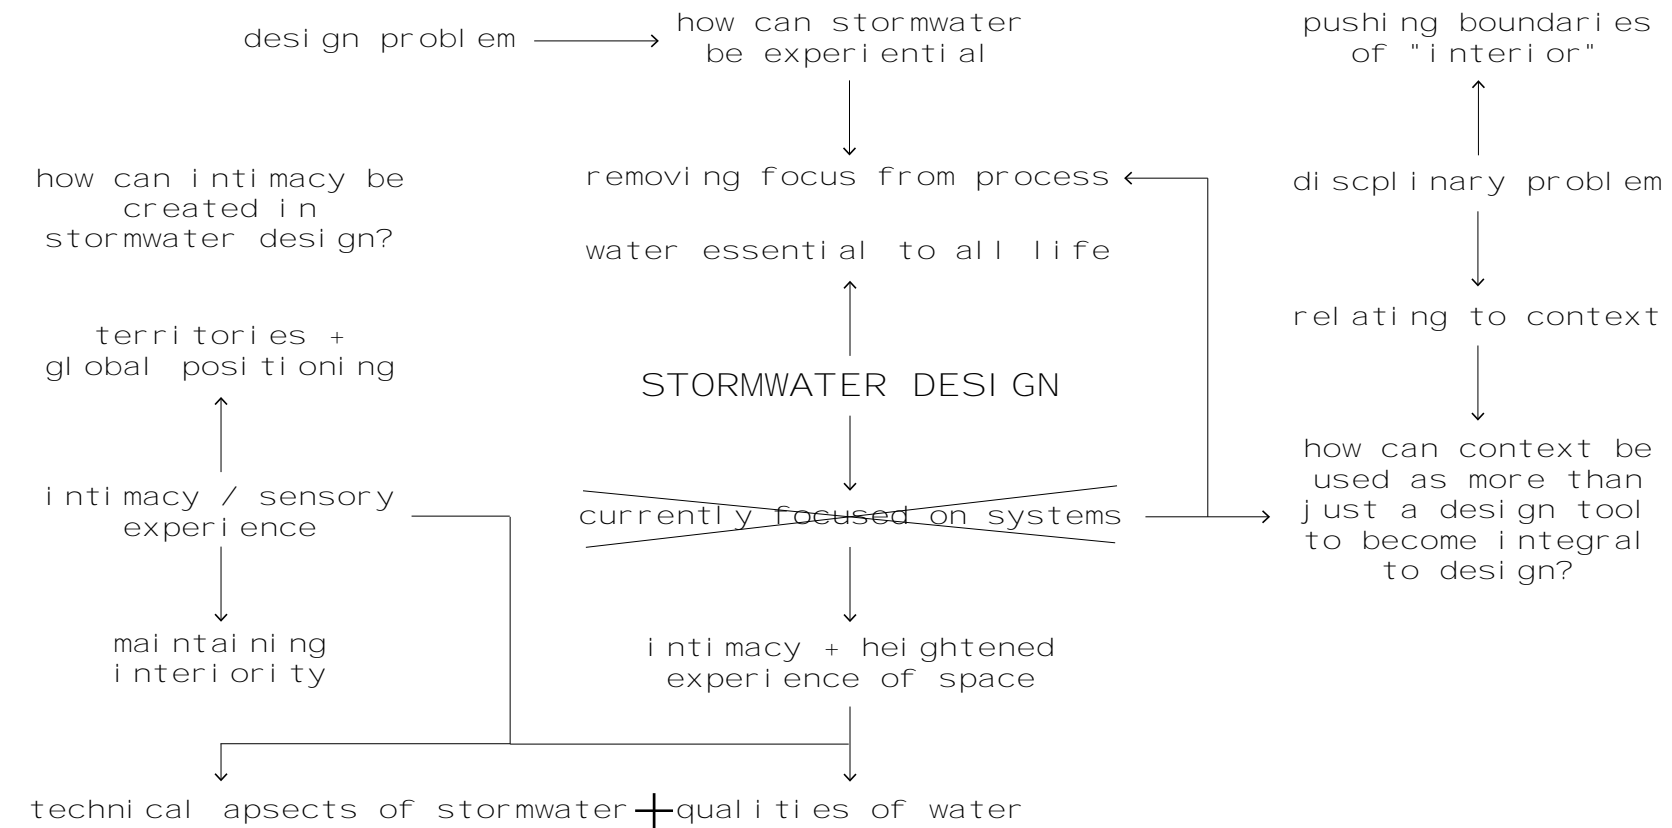 design problem
how can stormwater
be experiential
pushing boundaries
of "interior"
how can intimacy be
created in
stormwater design?
removing focus from process
discplinary problem
water essential to all life
territories +
global positioning
relating to context
STORMWATER DESIGN
intimacy / sensory
experience
currently focused on systems
how can context be
used as more than
just a design tool
to become integral
to design?
maintaining
interiority
intimacy + heightened
experience of space
technical apsects of stormwater + qualities of water